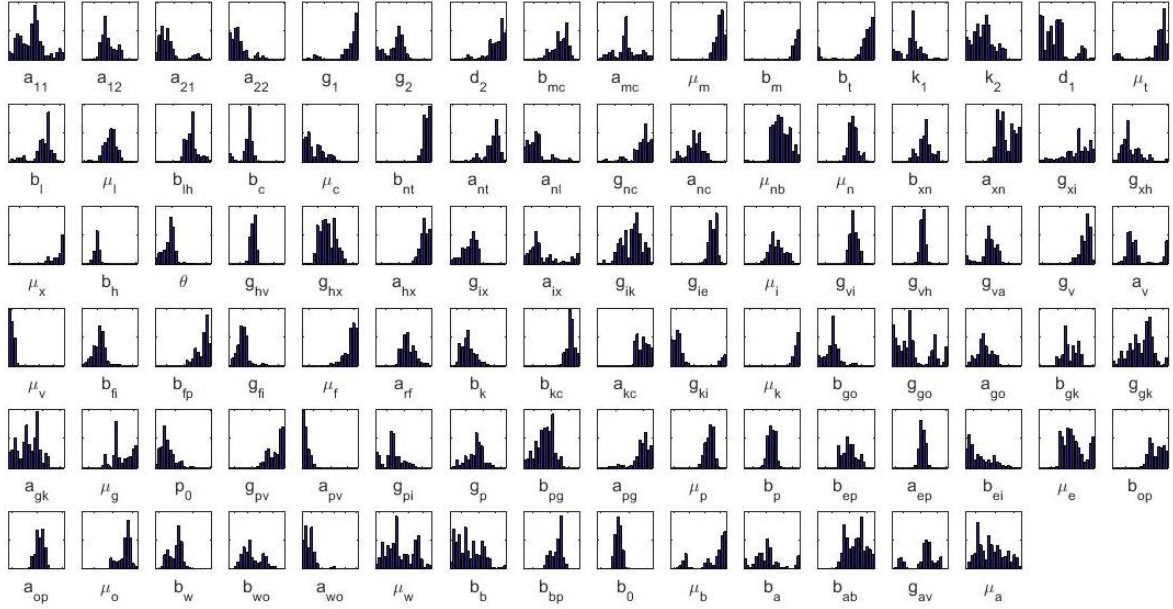 a11 a12 a21 a22 g1 g2 d2 bmc amc μm bm bt k1 k2 d1 μt
bl μl blh bc μc bnt ant anl gnc anc μnb μn bxn axn gxi gxh
μx bh θ ghv ghx ahx gix aix gik gie μi gvi gvh gva gv av
μv bfi bfp gfi μf arf bk bkc akc gki μk bgo ggo ago bgk ggk
agk μg p0 gpv apv gpi gp bpg apg μp bp bep aep bei μe bop
aop μo bw bwo awo μw bb bbp b0 μb ba bab gav μa